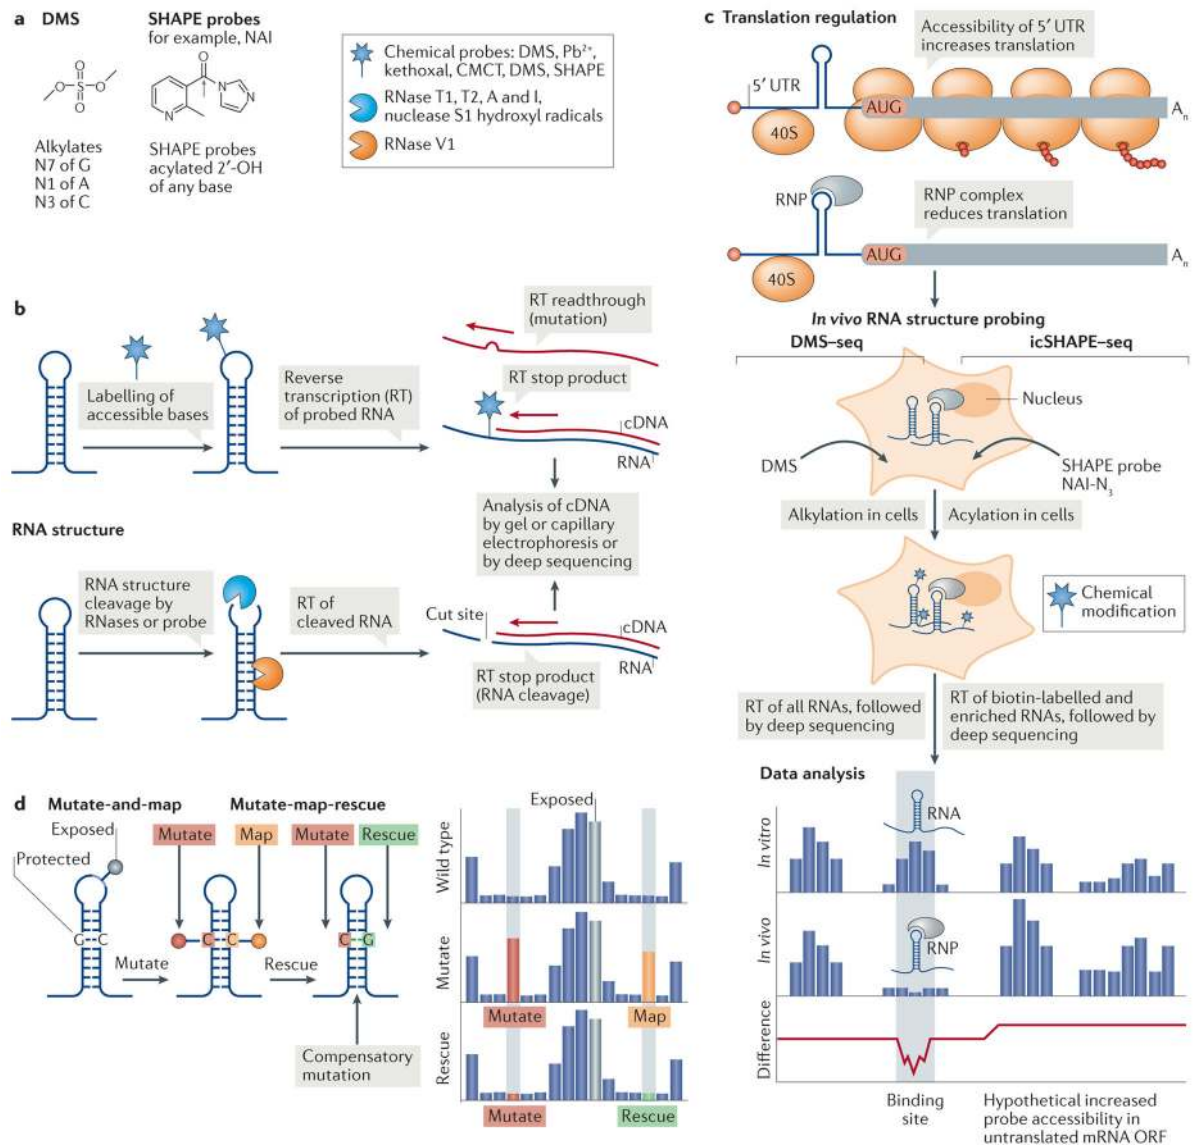 a DMS
SHAPE probes
for example, NAI
O
O
O
S
O
O
N
N
N
Alkylates
N7 of G
N1 of A
N3 of C
SHAPE probes
acylated 2′-OH
of any base
Chemical probes: DMS, Pb²⁺,
kethoxal, CMCT, DMS, SHAPE
RNase T1, T2, A and I,
nuclease S1 hydroxyl radicals
RNase V1
b
Labelling of
accessible bases
Reverse
transcription (RT)
of probed RNA
RT readthrough
(mutation)
RT stop product
cDNA
RNA
Analysis of cDNA
by gel or capillary
electrophoresis or
by deep sequencing
RNA structure
RNA structure
cleavage by
RNases or probe
RT of
cleaved RNA
Cut site
cDNA
RNA
RT stop product
(RNA cleavage)
c Translation regulation
Accessibility of 5′ UTR
increases translation
5′ UTR
AUG
Aₙ
40S
RNP
RNP complex
reduces translation
AUG
Aₙ
40S
In vivo RNA structure probing
DMS–seq
icSHAPE–seq
Nucleus
DMS
SHAPE probe
NAI-N₃
Alkylation in cells
Acylation in cells
Chemical
modification
RT of all RNAs, followed
by deep sequencing
RT of biotin-labelled and
enriched RNAs, followed by
deep sequencing
Data analysis
In vitro
RNA
In vivo
RNP
Difference
Binding
site
Hypothetical increased
probe accessibility in
untranslated mRNA ORF
d Mutate-and-map
Mutate-map-rescue
Exposed
Mutate
Map
Mutate
Rescue
Protected
G C
C C
C G
Mutate
Rescue
Compensatory
mutation
Exposed
Wild type
Mutate
Mutate
Map
Rescue
Mutate
Rescue